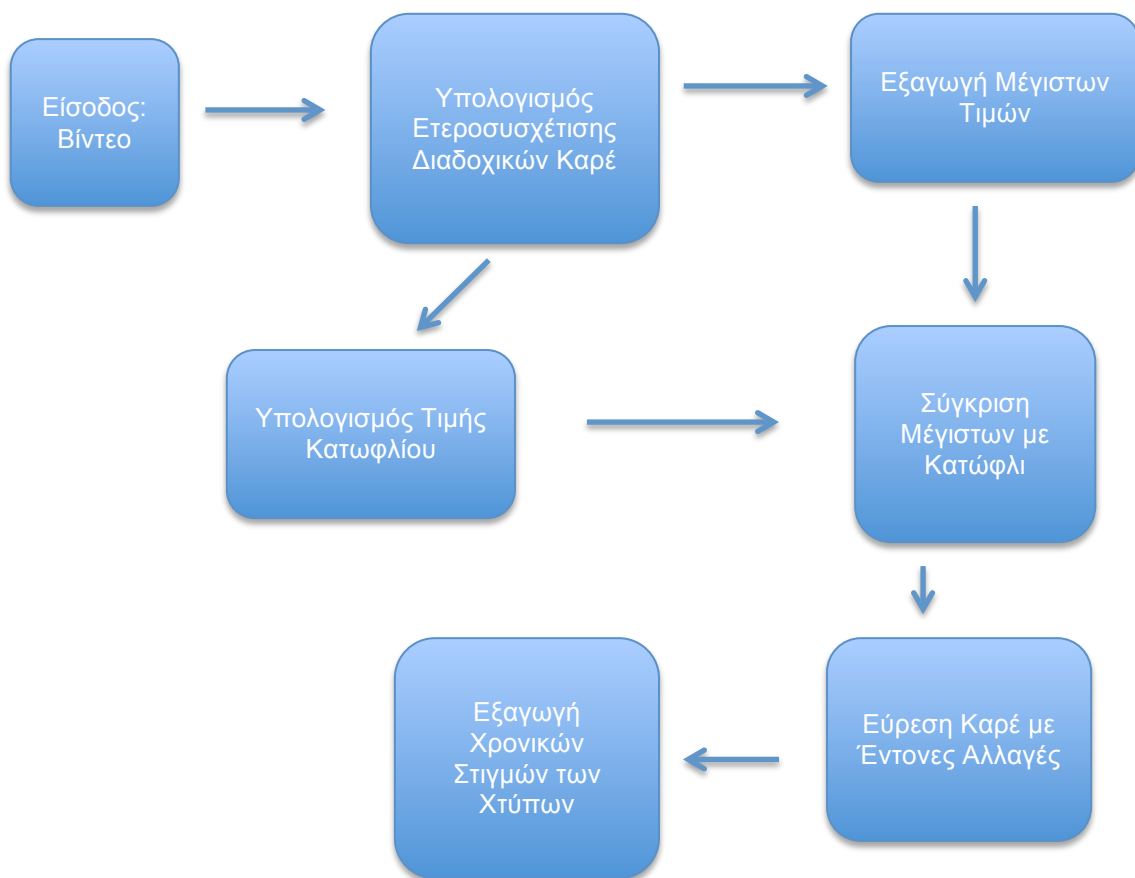 Είσοδος:
Βίντεο
Υπολογισμός
Ετεροσυσχέτισης
Διαδοχικών Καρέ
Εξαγωγή Μέγιστων
Τιμών
Υπολογισμός Τιμής
Κατωφλίου
Σύγκριση
Μέγιστων με
Κατώφλι
Εύρεση Καρέ με
Έντονες Αλλαγές
Εξαγωγή
Χρονικών
Στιγμών των
Χτύπων